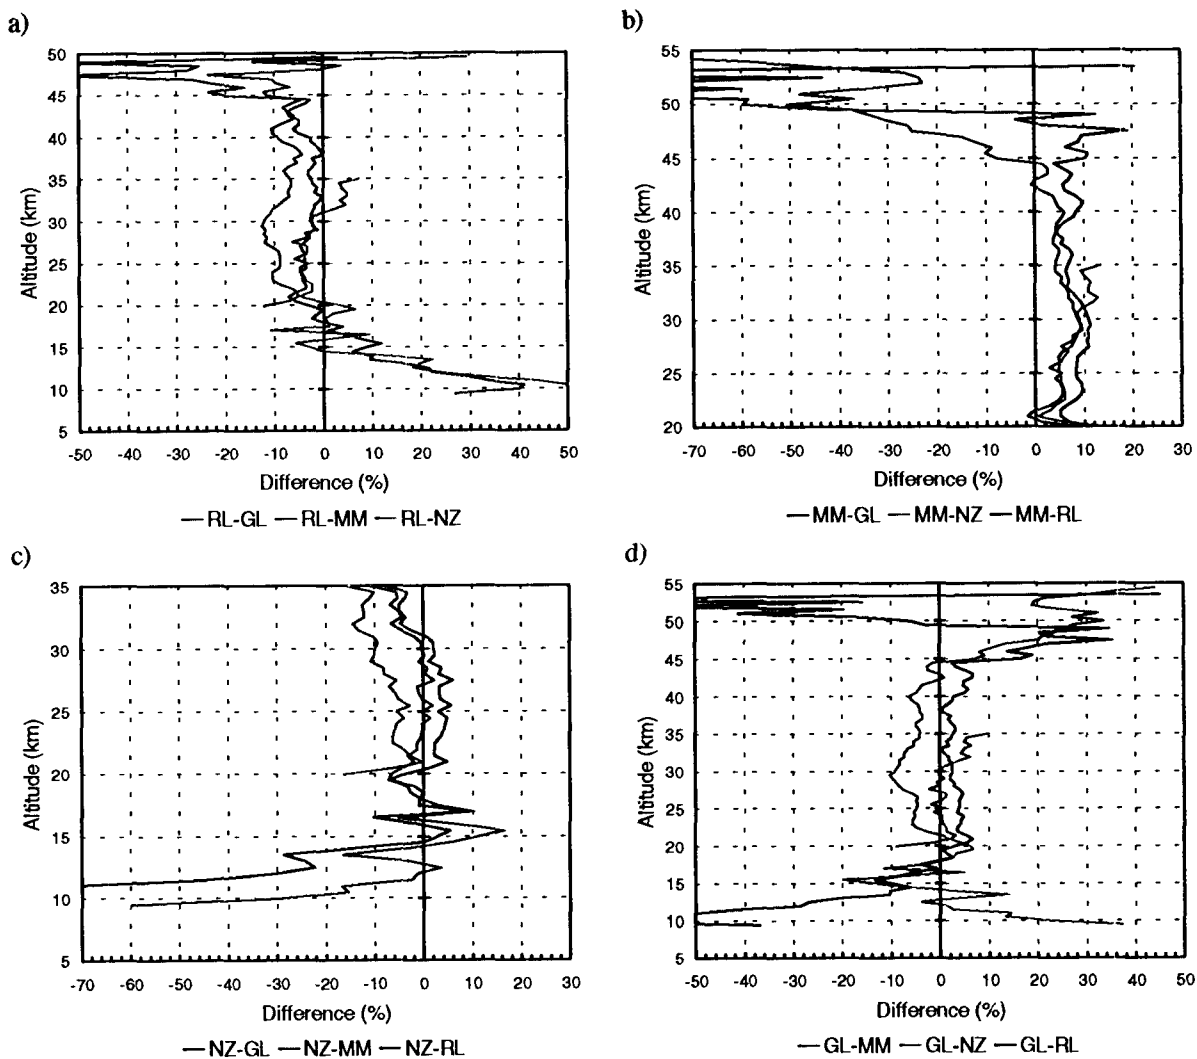 a)
50
45
40
35
30
25
20
15
10
5
Altitude (km)
-50 -40 -30 -20 -10 0 10 20 30 40 50
Difference (%)
— RL-GL — RL-MM — RL-NZ
b)
55
50
45
40
35
30
25
20
Altitude (km)
-70 -60 -50 -40 -30 -20 -10 0 10 20 30
Difference (%)
— MM-GL — MM-NZ — MM-RL
c)
35
30
25
20
15
10
5
Altitude (km)
-70 -60 -50 -40 -30 -20 -10 0 10 20 30
Difference (%)
— NZ-GL — NZ-MM — NZ-RL
d)
55
50
45
40
35
30
25
20
15
10
5
Altitude (km)
-50 -40 -30 -20 -10 0 10 20 30 40 50
Difference (%)
— GL-MM — GL-NZ — GL-RL